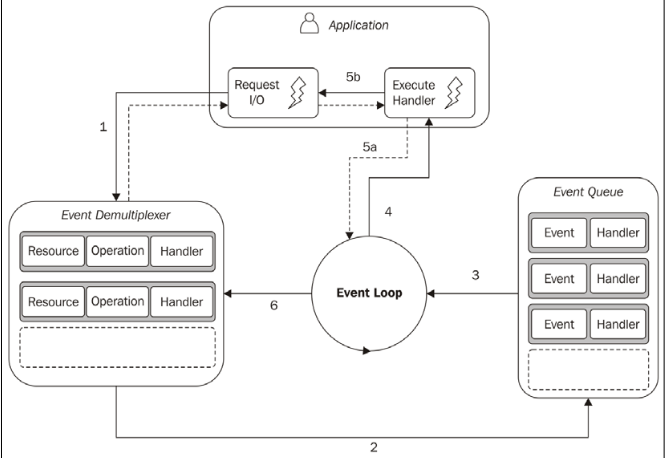 Application
Request
I/O
5b
Execute
Handler
1
5a
Event Demultiplexer
Resource Operation Handler
Resource Operation Handler
4
Event Loop
6
3
Event Queue
Event Handler
Event Handler
Event Handler
2